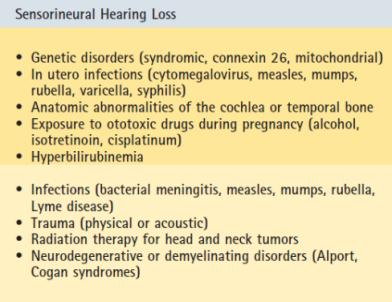 Sensorineural Hearing Loss
• Genetic disorders (syndromic, connexin 26, mitochondrial)
• In utero infections (cytomegalovirus, measles, mumps,
rubella, varicella, syphilis)
• Anatomic abnormalities of the cochlea or temporal bone
• Exposure to ototoxic drugs during pregnancy (alcohol,
isotretinoin, cisplatinum)
• Hyperbilirubinemia
• Infections (bacterial meningitis, measles, mumps, rubella,
Lyme disease)
• Trauma (physical or acoustic)
• Radiation therapy for head and neck tumors
• Neurodegenerative or demyelinating disorders (Alport,
Cogan syndromes)